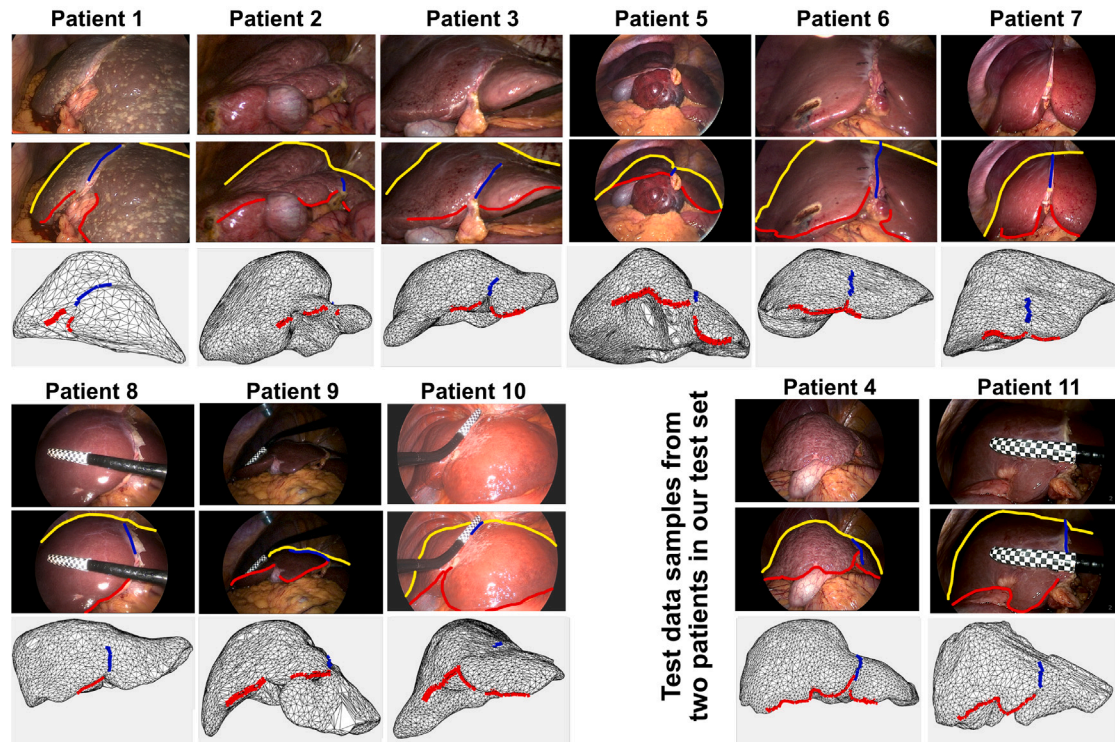 Patient 1
Patient 2
Patient 3
Patient 5
Patient 6
Patient 7
Patient 8
Patient 9
Patient 10
Test data samples from
two patients in our test set
Patient 4
Patient 11